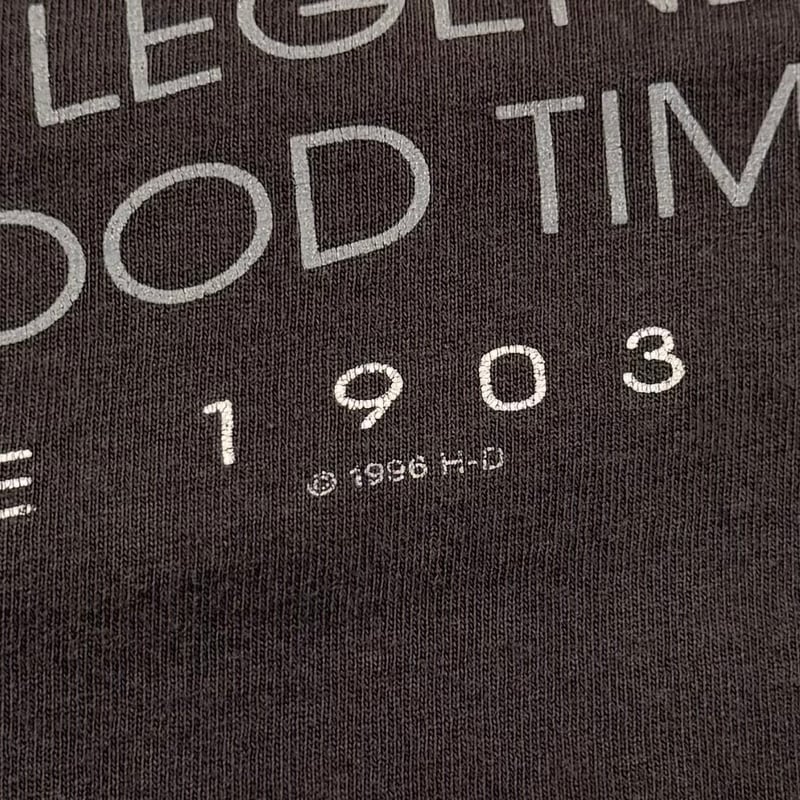 LEGEN
OOD TIM
E 1903
© 1996 H-D